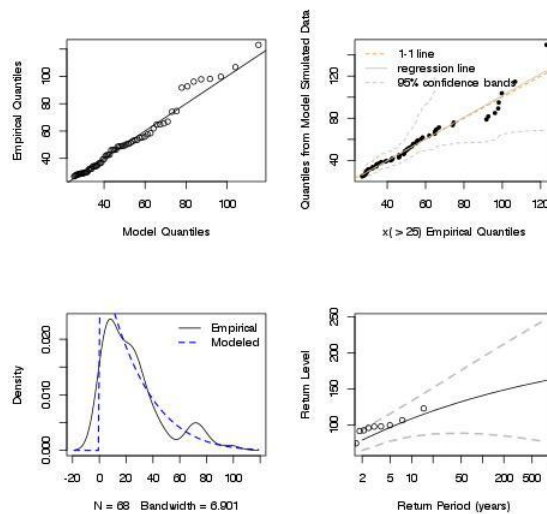 Empirical Quantiles
40 60 80 100 120
40 60 80 100
Model Quantiles
Quantiles from Model Simulated Data
40 80 120
1-1 line
regression line
95% confidence bands
40 60 80 100 120
x( > 25) Empirical Quantiles
Density
0.000 0.010 0.020
Empirical
Modeled
-20 0 20 40 60 80 100
N = 68 Bandwidth = 6.901
Return Level
50 100 150 200 250
2 5 10 50 200 500
Return Period (years)